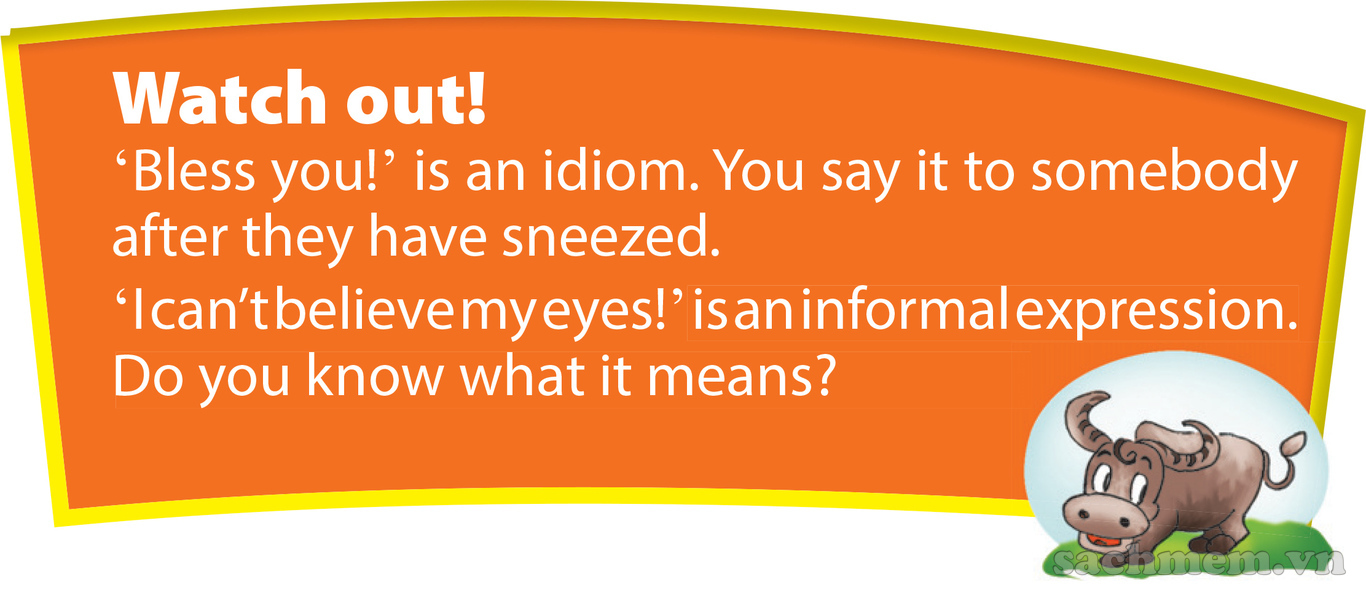 Watch out!
‘Bless you!’ is an idiom. You say it to somebody
after they have sneezed.
‘I can’t believe my eyes!’ is an informal expression.
Do you know what it means?
sachmem.vn